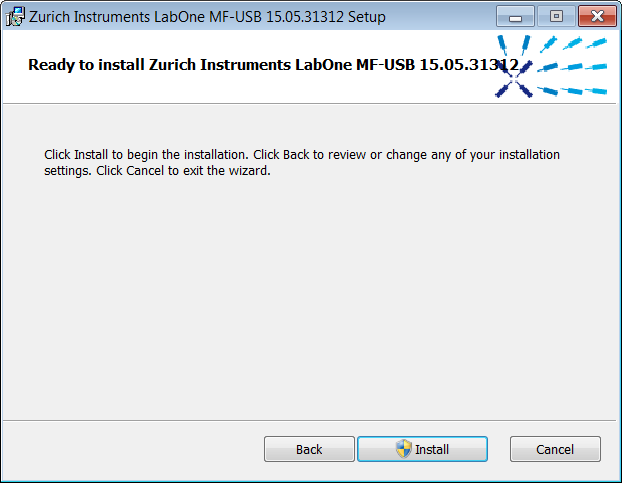 Zurich Instruments LabOne MF-USB 15.05.31312 Setup
Ready to install Zurich Instruments LabOne MF-USB 15.05.31312
Click Install to begin the installation. Click Back to review or change any of your installation
settings. Click Cancel to exit the wizard.
Back
Install
Cancel